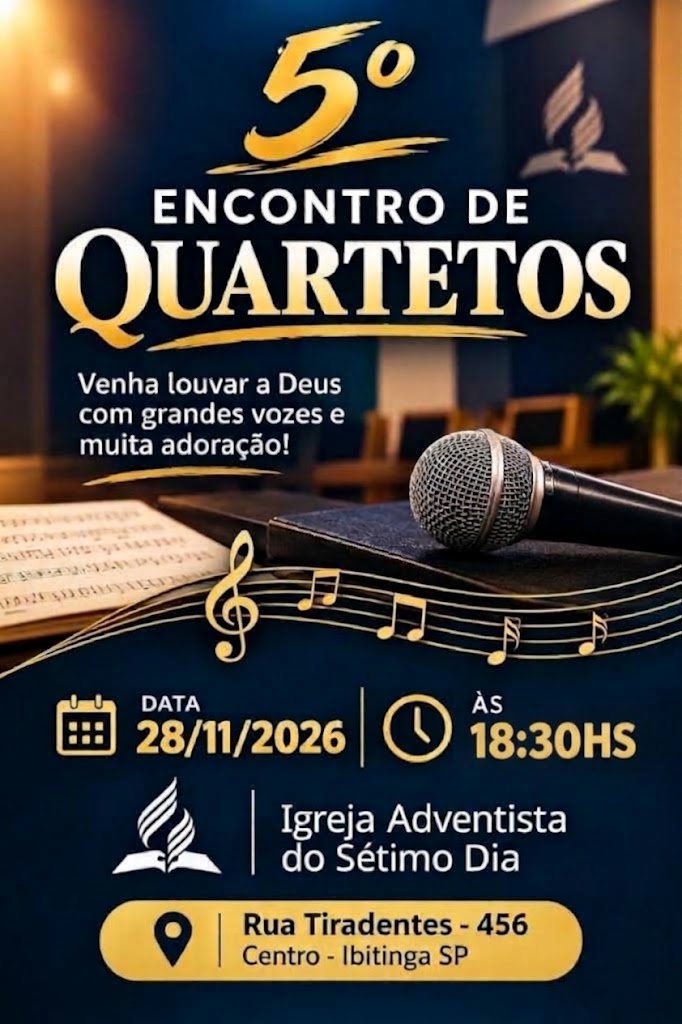 5º
ENCONTRO DE
QUARTETOS
Venha louvar a Deus
com grandes vozes e
muita adoração!
DATA
28/11/2026
ÀS
18:30HS
Igreja Adventista
do Sétimo Dia
Rua Tiradentes - 456
Centro - Ibitinga SP